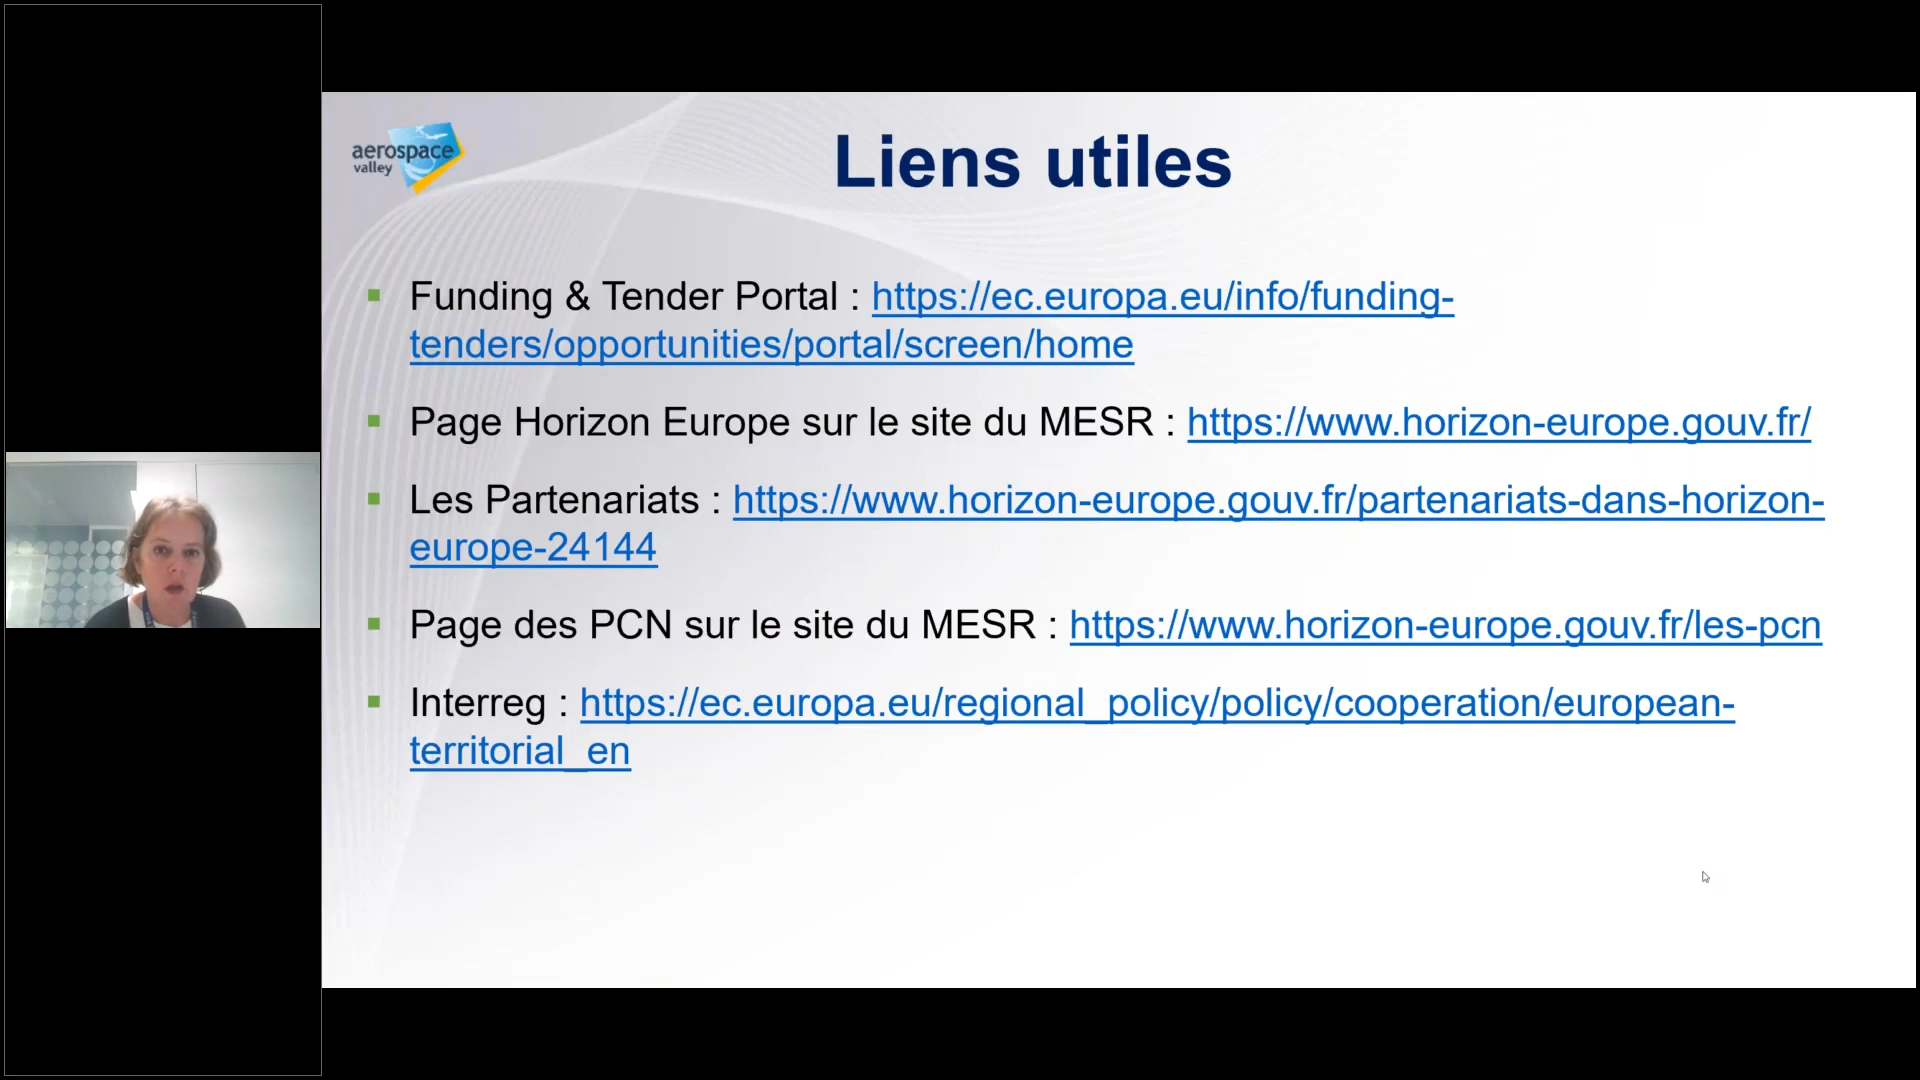 aerospace
valley
Liens utiles
Funding & Tender Portal : https://ec.europa.eu/info/funding-
tenders/opportunities/portal/screen/home
Page Horizon Europe sur le site du MESR : https://www.horizon-europe.gouv.fr/
Les Partenariats : https://www.horizon-europe.gouv.fr/partenariats-dans-horizon-
europe-24144
Page des PCN sur le site du MESR : https://www.horizon-europe.gouv.fr/les-pcn
Interreg : https://ec.europa.eu/regional_policy/policy/cooperation/european-
territorial_en